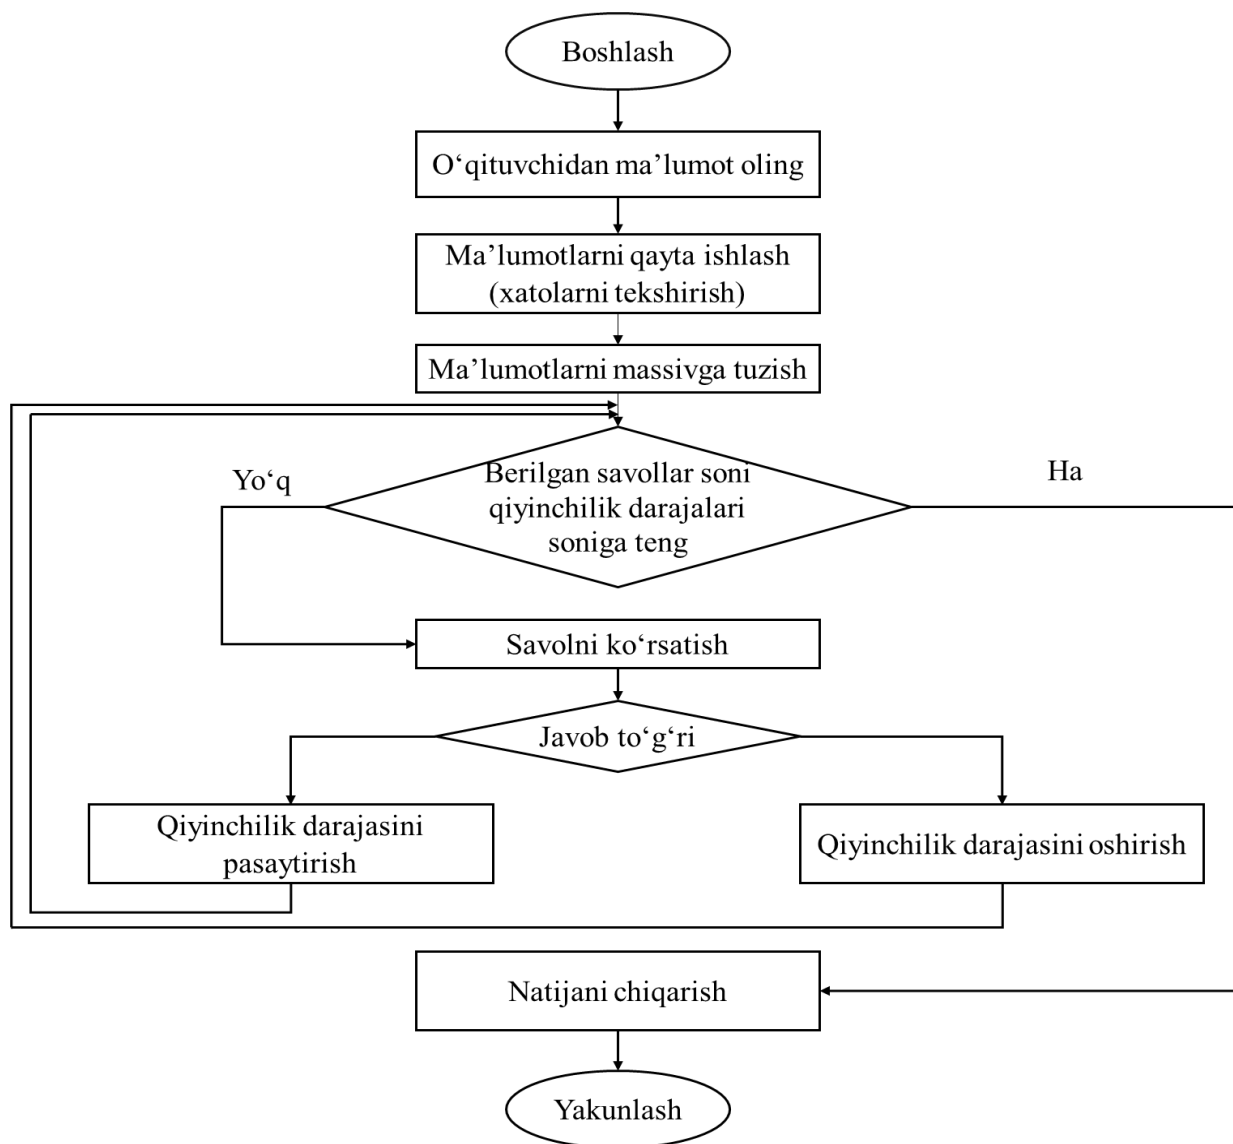 Boshlash
O‘qituvchidan ma’lumot oling
Ma’lumotlarni qayta ishlash
(xatolarni tekshirish)
Ma’lumotlarni massivga tuzish
Yo‘q
Berilgan savollar soni
qiyinchilik darajalari
soniga teng
Ha
Savolni ko‘rsatish
Javob to‘g‘ri
Qiyinchilik darajasini
pasaytirish
Qiyinchilik darajasini oshirish
Natijani chiqarish
Yakunlash